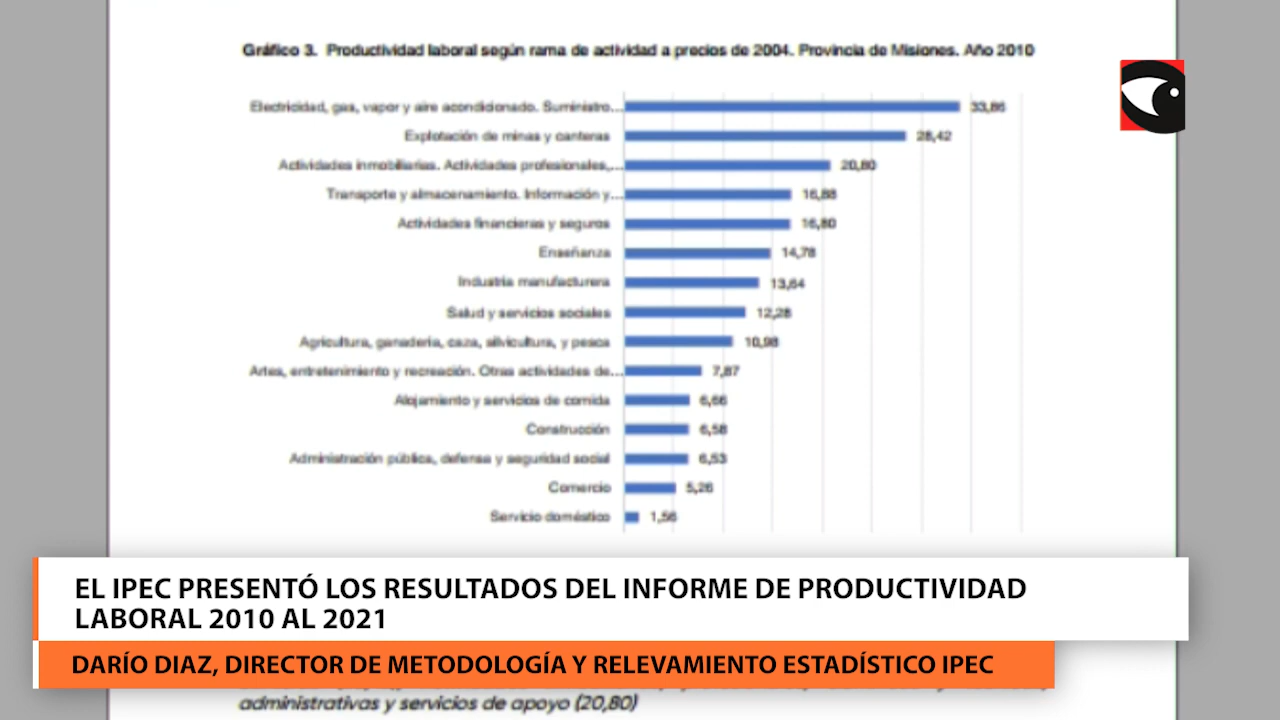 Gráfico 3. Productividad laboral según rama de actividad a precios de 2004. Provincia de Misiones. Año 2010
Electricidad, gas, vapor y aire acondicionado. Suministro... 33,86
Explotación de minas y canteras 28,42
Actividades inmobiliarias. Actividades profesionales,... 20,80
Transporte y almacenamiento. Información y... 16,88
Actividades financieras y seguros 16,80
Enseñanza 14,78
Industria manufacturera 13,64
Salud y servicios sociales 12,28
Agricultura, ganadería, caza, silvicultura, y pesca 10,98
Artes, entretenimiento y recreación. Otras actividades de... 7,87
Alojamiento y servicios de comida 6,66
Construcción 6,58
Administración pública, defensa y seguridad social 6,53
Comercio 5,26
Servicio doméstico 1,56
EL IPEC PRESENTÓ LOS RESULTADOS DEL INFORME DE PRODUCTIVIDAD
LABORAL 2010 AL 2021
DARÍO DIAZ, DIRECTOR DE METODOLOGÍA Y RELEVAMIENTO ESTADÍSTICO IPEC
administrativas y servicios de apoyo (20,80)